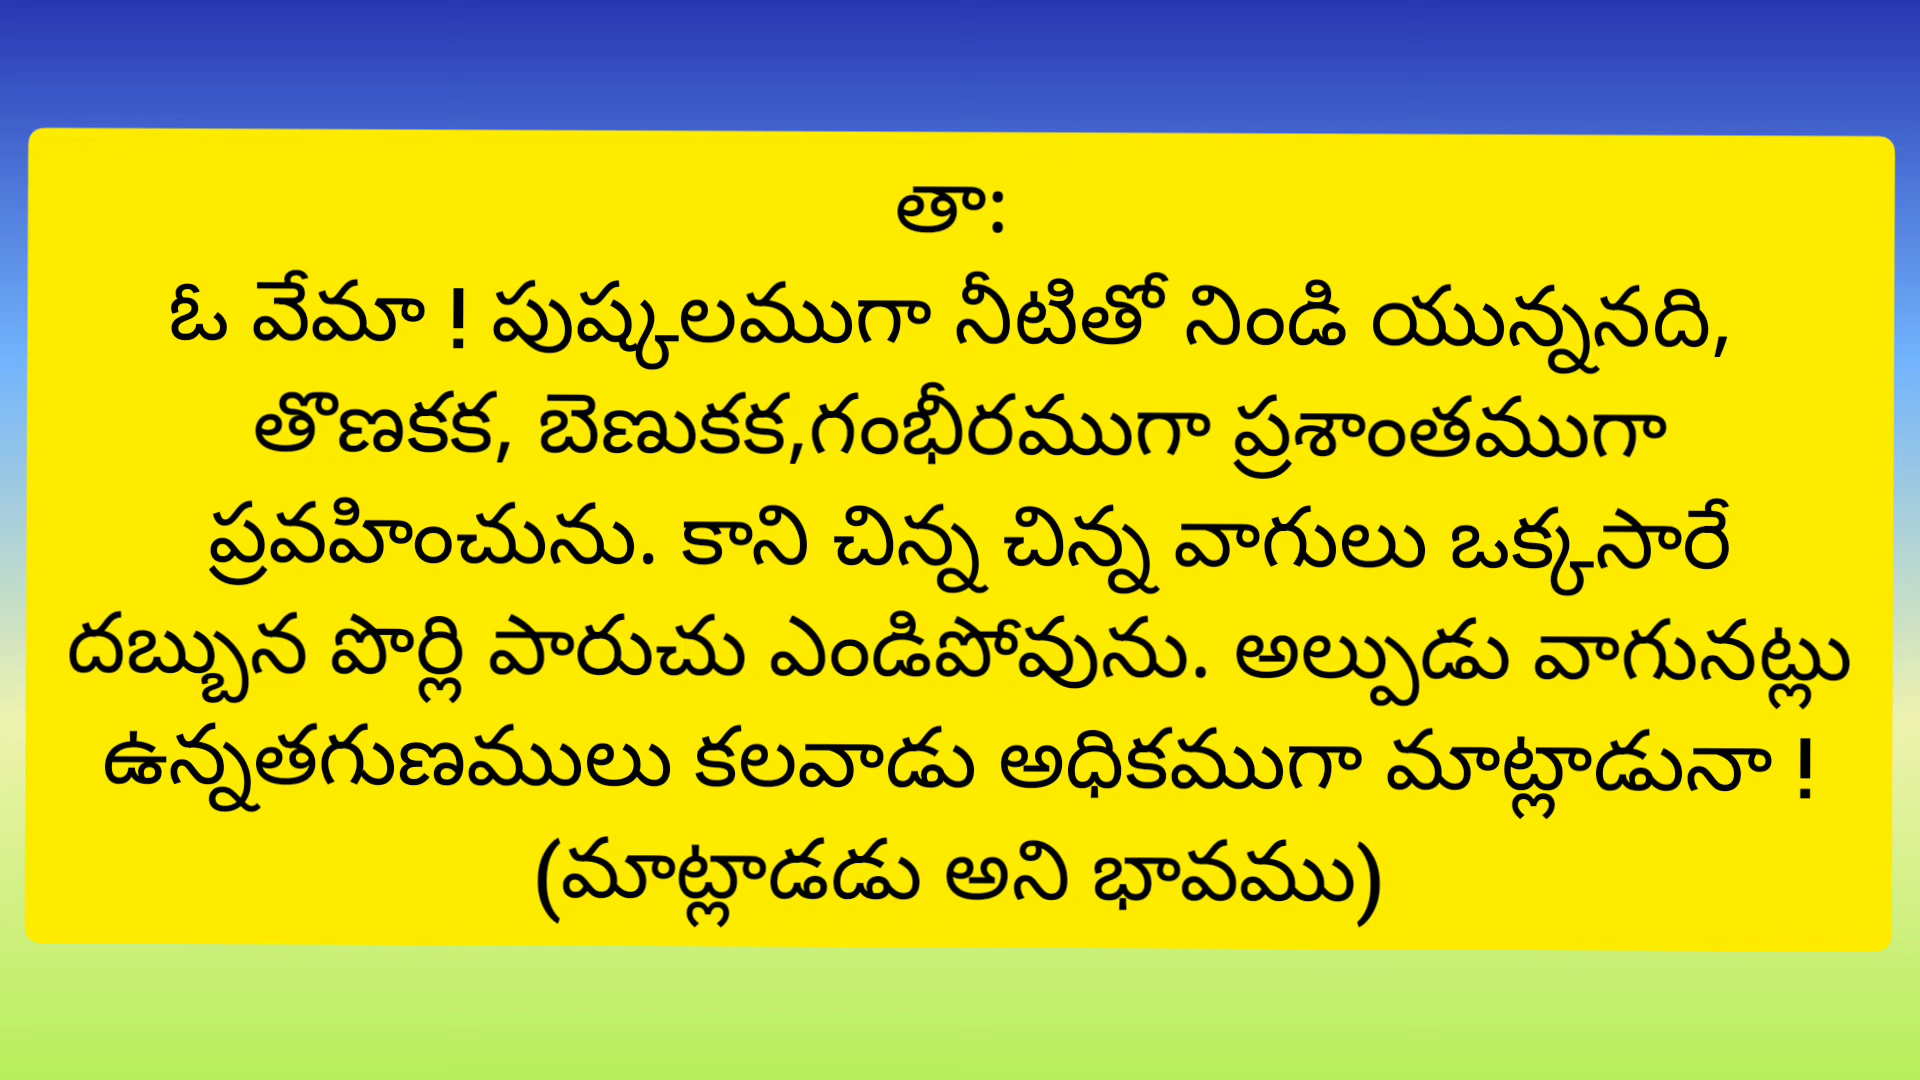 తా:
ఓ వేమా ! పుష్కలముగా నీటితో నిండి యున్ననది,
తొణకక, బెణుకక,గంభీరముగా ప్రశాంతముగా
ప్రవహించును. కాని చిన్న చిన్న వాగులు ఒక్కసారే
దబ్బున పొర్లి పారుచు ఎండిపోవును. అల్పుడు వాగునట్లు
ఉన్నతగుణములు కలవాడు అధికముగా మాట్లాడునా !
(మాట్లాడడు అని భావము)